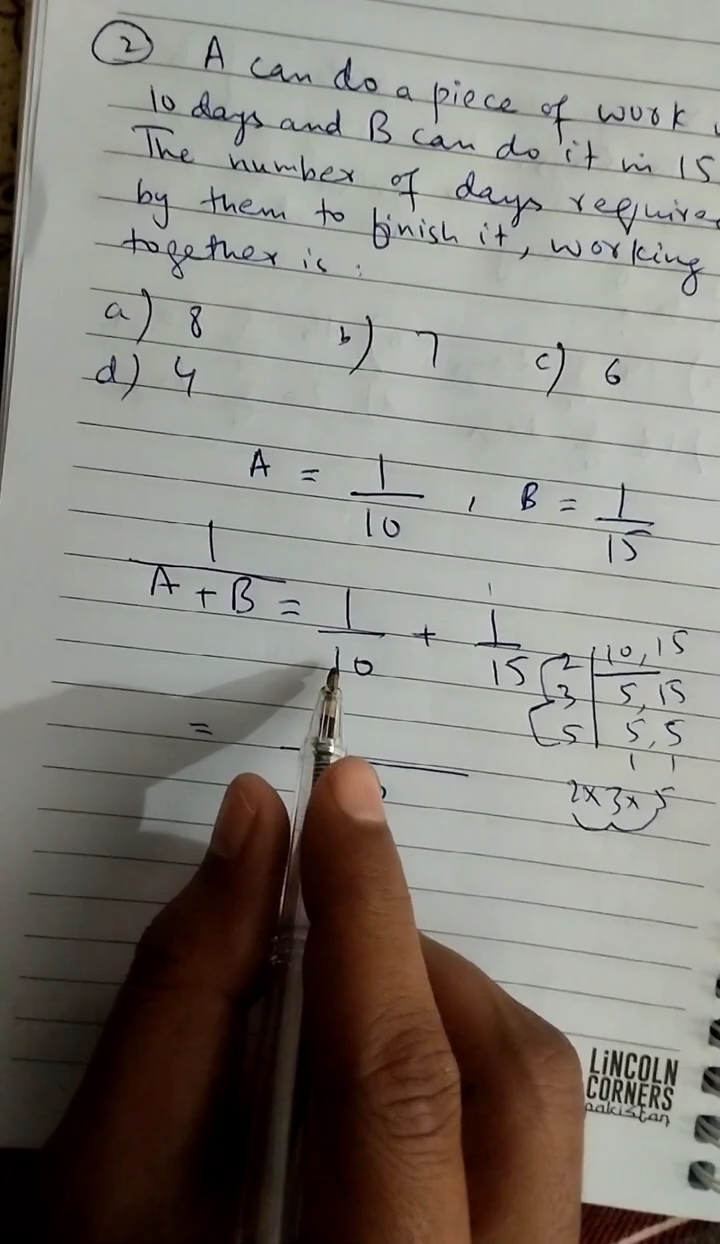 2 A can do a piece of work
10 days and B can do it in 15
The number of days require
by them to finish it, working
together is :
a) 8 b) 7 c) 6
d) 4
A = 1/10 , B = 1/15
1/A + B = 1/10 + 1/15
2 | 10, 15
3 | 5, 15
5 | 5, 5
1 1
=
2 x 3 x 5
LiNCOLN
CORNERS
pakistan